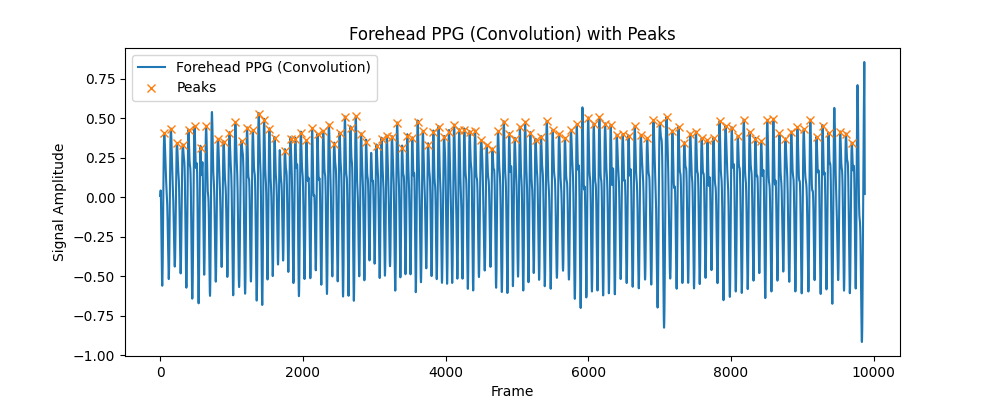 Forehead PPG (Convolution) with Peaks
Forehead PPG (Convolution)
Peaks
Signal Amplitude
0.75
0.50
0.25
0.00
−0.25
−0.50
−0.75
−1.00
0 2000 4000 6000 8000 10000
Frame